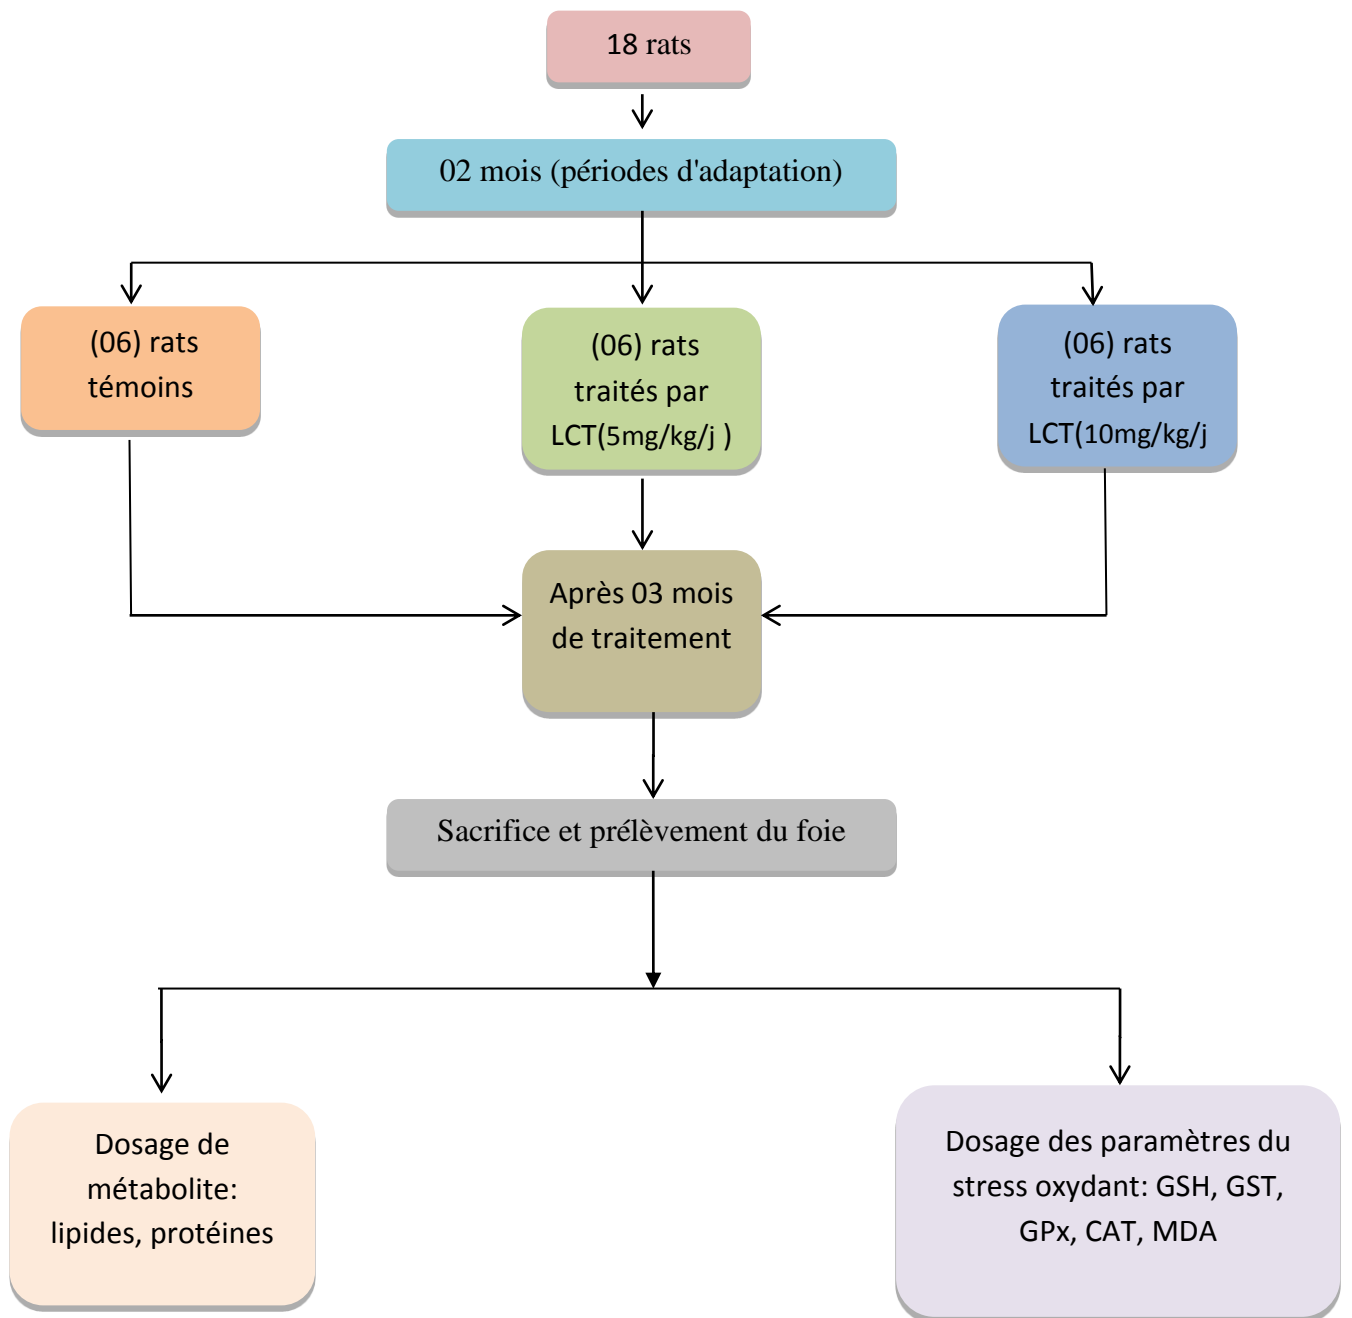 18 rats
02 mois (périodes d'adaptation)
(06) rats
témoins
(06) rats
traités par
LCT(5mg/kg/j )
(06) rats
traités par
LCT(10mg/kg/j
Après 03 mois
de traitement
Sacrifice et prélèvement du foie
Dosage de
métabolite:
lipides, protéines
Dosage des paramètres du
stress oxydant: GSH, GST,
GPx, CAT, MDA